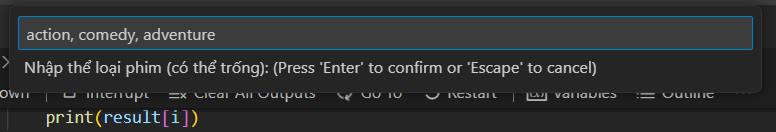 action, comedy, adventure
Nhập thể loại phim (có thể trống): (Press 'Enter' to confirm or 'Escape' to cancel)
Interrupt Clear All Outputs Go To Restart Variables Outline ...
print(result[i])